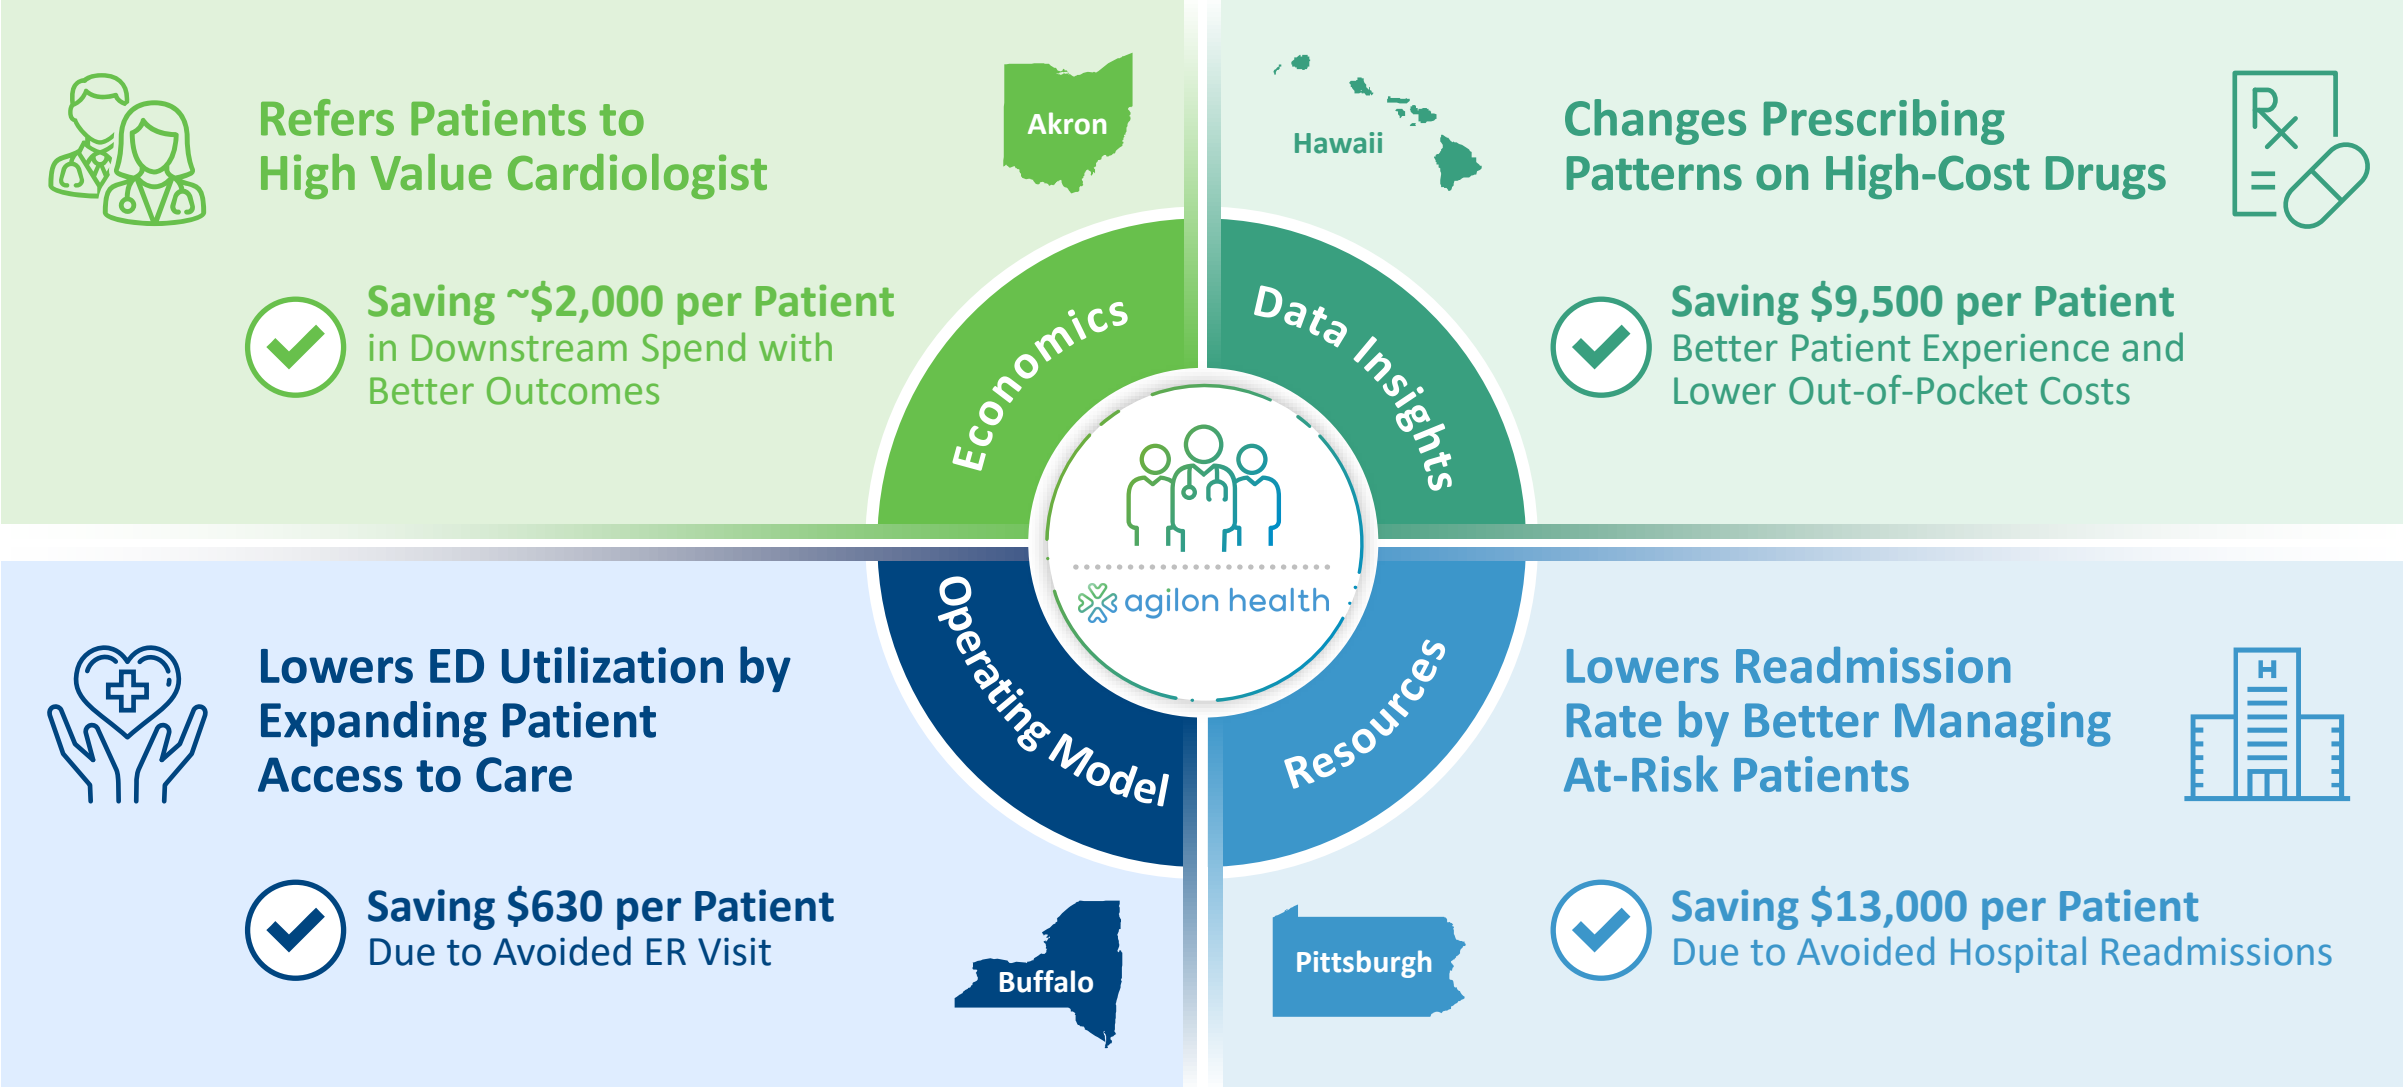 Refers Patients to
High Value Cardiologist
Akron
Saving ~$2,000 per Patient
in Downstream Spend with
Better Outcomes
Economics
Hawaii
Changes Prescribing
Patterns on High-Cost Drugs
Rx
Saving $9,500 per Patient
Better Patient Experience and
Lower Out-of-Pocket Costs
Data Insights
agilon health
Lowers ED Utilization by
Expanding Patient
Access to Care
Operating Model
Saving $630 per Patient
Due to Avoided ER Visit
Buffalo
Resources
Lowers Readmission
Rate by Better Managing
At-Risk Patients
H
Pittsburgh
Saving $13,000 per Patient
Due to Avoided Hospital Readmissions